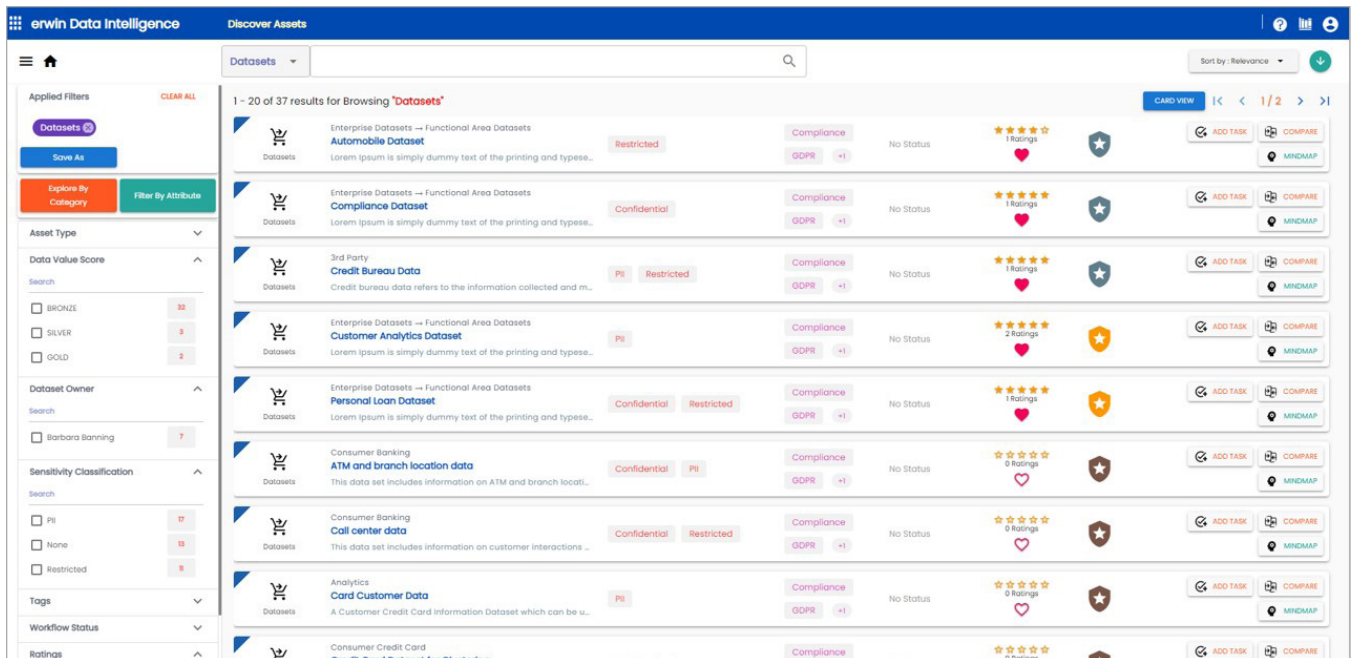 erwin Data Intelligence
Discover Assets
Datasets
Sort by : Relevance
Applied Filters
CLEAR ALL
Datasets
Save As
Explore By
Category
Filter By Attribute
Asset Type
Data Value Score
Search
BRONZE 32
SILVER 3
GOLD 2
Dataset Owner
Search
Barbara Banning 7
Sensitivity Classification
Search
PII 17
None 13
Restricted 11
Tags
Workflow Status
Ratings
1 - 20 of 37 results for Browsing "Datasets"
CARD VIEW
1 / 2
Datasets
Enterprise Datasets → Functional Area Datasets
Automobile Dataset
Lorem Ipsum is simply dummy text of the printing and typese...
Restricted
Compliance
GDPR +1
No Status
1 Ratings
ADD TASK
COMPARE
MINDMAP
Datasets
Enterprise Datasets → Functional Area Datasets
Compliance Dataset
Lorem Ipsum is simply dummy text of the printing and typese...
Confidential
Compliance
GDPR +1
No Status
1 Ratings
ADD TASK
COMPARE
MINDMAP
Datasets
3rd Party
Credit Bureau Data
Credit bureau data refers to the information collected and m...
PII Restricted
Compliance
GDPR +1
No Status
1 Ratings
ADD TASK
COMPARE
MINDMAP
Datasets
Enterprise Datasets → Functional Area Datasets
Customer Analytics Dataset
Lorem Ipsum is simply dummy text of the printing and typese...
PII
Compliance
GDPR +1
No Status
2 Ratings
ADD TASK
COMPARE
MINDMAP
Datasets
Enterprise Datasets → Functional Area Datasets
Personal Loan Dataset
Lorem Ipsum is simply dummy text of the printing and typese...
Confidential Restricted
Compliance
GDPR +1
No Status
1 Ratings
ADD TASK
COMPARE
MINDMAP
Datasets
Consumer Banking
ATM and branch location data
This data set includes information on ATM and branch locati...
Confidential PII
Compliance
GDPR +1
No Status
0 Ratings
ADD TASK
COMPARE
MINDMAP
Datasets
Consumer Banking
Call center data
This data set includes information on customer interactions ...
Confidential Restricted
Compliance
GDPR +1
No Status
0 Ratings
ADD TASK
COMPARE
MINDMAP
Datasets
Analytics
Card Customer Data
A Customer Credit Card Information Dataset which can be u...
PII
Compliance
GDPR +1
No Status
0 Ratings
ADD TASK
COMPARE
MINDMAP
Consumer Credit Card
Compliance
ADD TASK
COMPARE